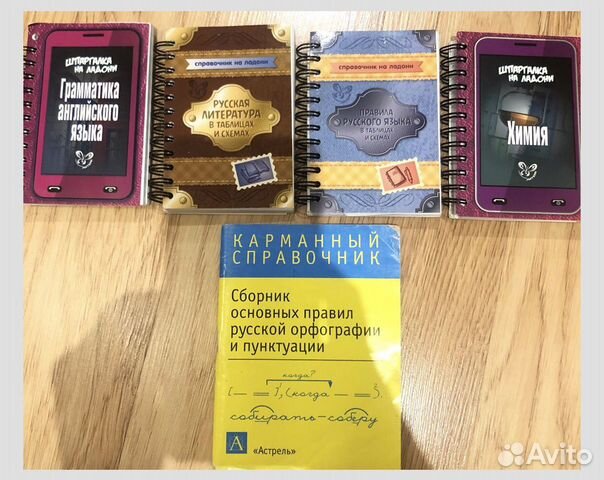 ШПАРГАЛКА
НА ЛАДОНИ
Грамматика
английского
языка
справочник на ладони
РУССКАЯ
ЛИТЕРАТУРА
В ТАБЛИЦАХ
И СХЕМАХ
справочник на ладони
ПРАВИЛА
РУССКОГО ЯЗЫКА
В ТАБЛИЦАХ
И СХЕМАХ
ШПАРГАЛКА
НА ЛАДОНИ
Химия
КАРМАННЫЙ
СПРАВОЧНИК
Сборник
основных правил
русской орфографии
и пунктуации
когда?
[— =], (когда — =).
собирать – соберу
А
«Астрель»
Avito